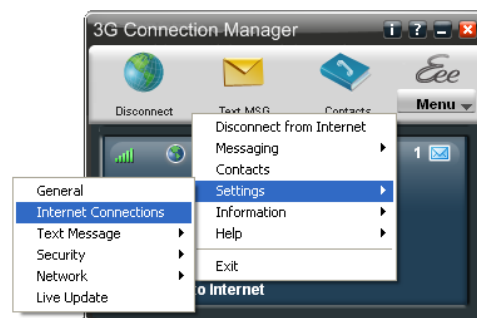 3G Connection Manager
Eee
Disconnect
Text MSG
Contacts
Menu
Disconnect from Internet
Messaging
Contacts
Settings
Information
Help
Exit
1
General
Internet Connections
Text Message
Security
Network
Live Update
o Internet